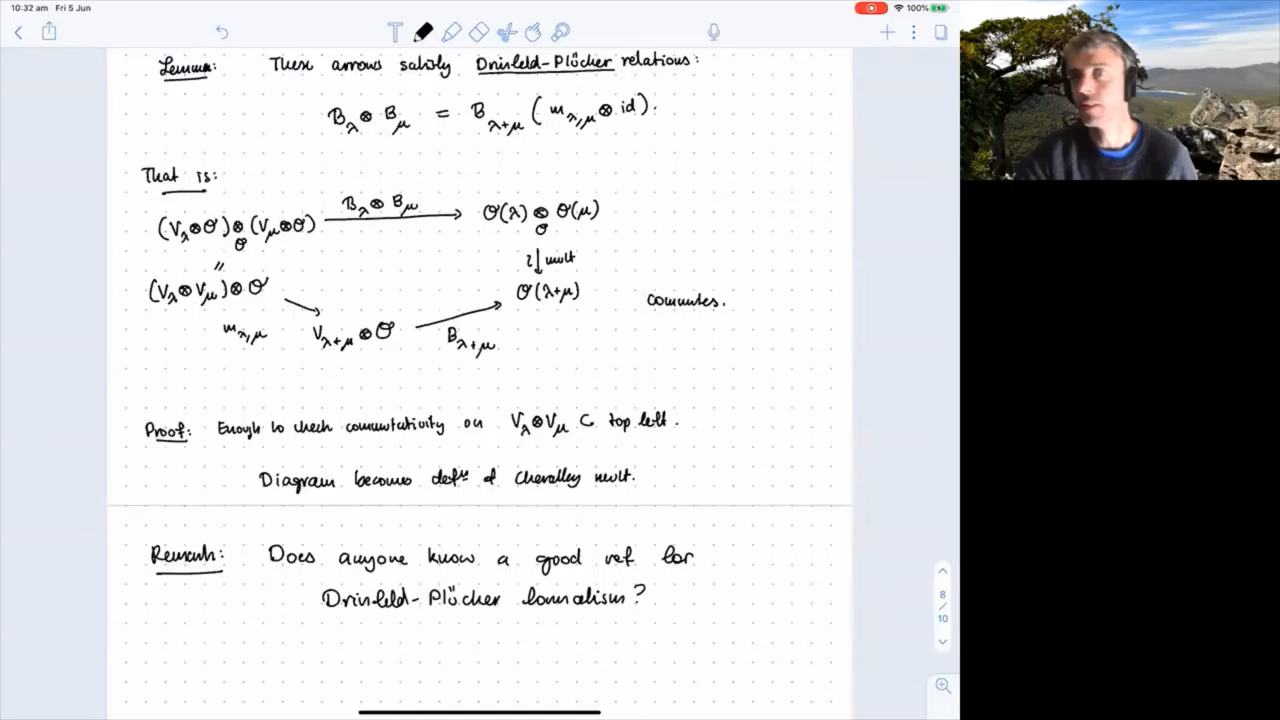 10:32 am Fri 5 Jun
100%
Lemma: These arrows satisfy Drinfeld-Plücker relations:
B_λ ⊗ B_μ = B_{λ+μ} (m_{λ,μ} ⊗ id).
That is:
(V_λ⊗O) ⊗_O (V_μ⊗O) B_λ ⊗ B_μ O(λ) ⊗_O O(μ)
" ≀↓ mult
(V_λ⊗V_μ)⊗O O(λ+μ) commutes.
m_{λ,μ} V_{λ+μ} ⊗ O B_{λ+μ}
Proof: Enough to check commutativity on V_λ⊗V_μ ⊂ top left.
Diagram becomes defⁿ of Chevalley mult.
Remark: Does anyone know a good ref for
Drinfeld-Plücker formalism?
8
/
10